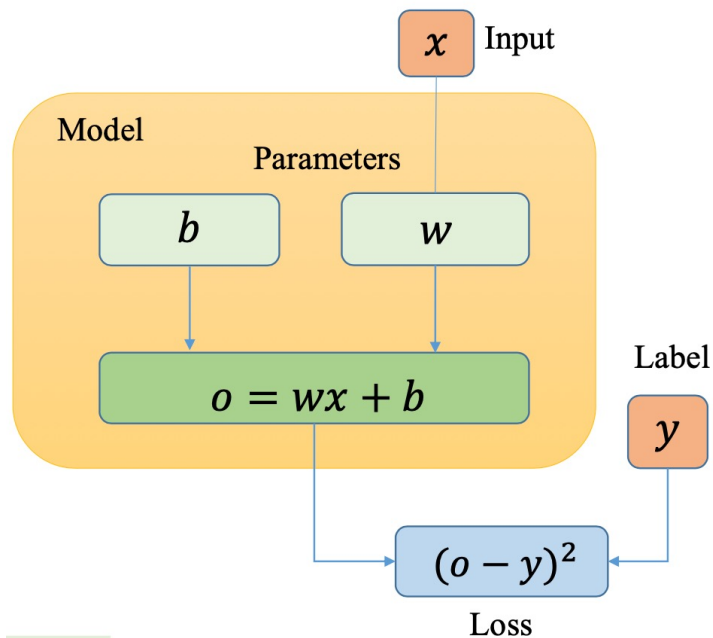 x Input
Model
Parameters
b w
o = wx + b
Label
y
(o − y)²
Loss